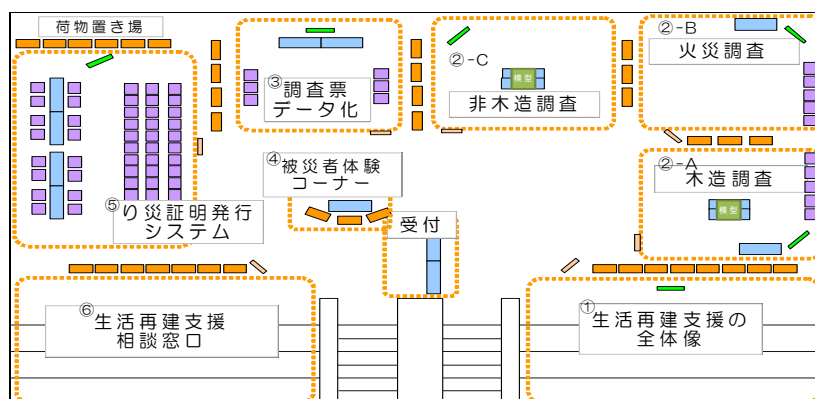 荷物置き場
②-B
火災調査
②-C
模型
非木造調査
③調査票
データ化
④被災者体験
コーナー
②-A
木造調査
模型
⑤り災証明発行
システム
受付
⑥生活再建支援
相談窓口
①生活再建支援の
全体像